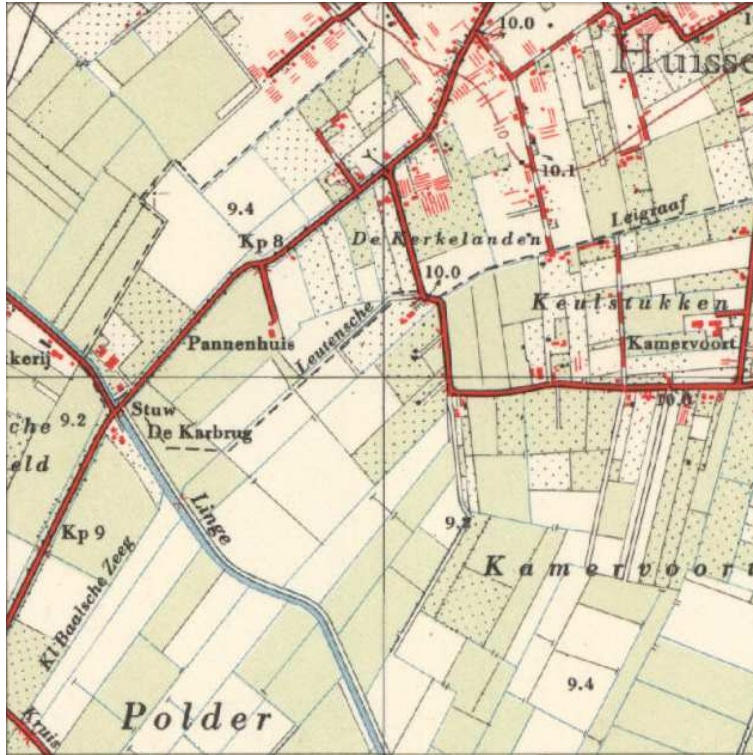 10.0
Huisse
10
10.1
9.4
Leigraaf
Kp 8
De Kerkelanden
10.0
Leutensche
Keulstukken
Pannenhuis
Kamervoort
kerij
10.0
Stuw
9.2
che
De Karbrug
eld
Linge
Kp 9
Kamervoort
Kl Baalsche Zeeg
9.4
Polder
Kruis